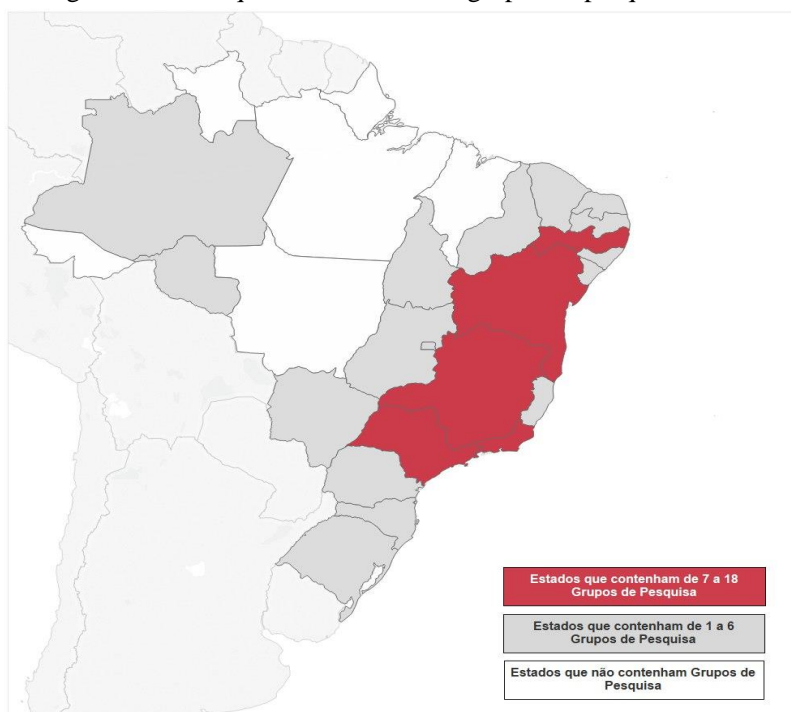 Estados que contenham de 7 a 18
Grupos de Pesquisa
Estados que contenham de 1 a 6
Grupos de Pesquisa
Estados que não contenham Grupos de
Pesquisa